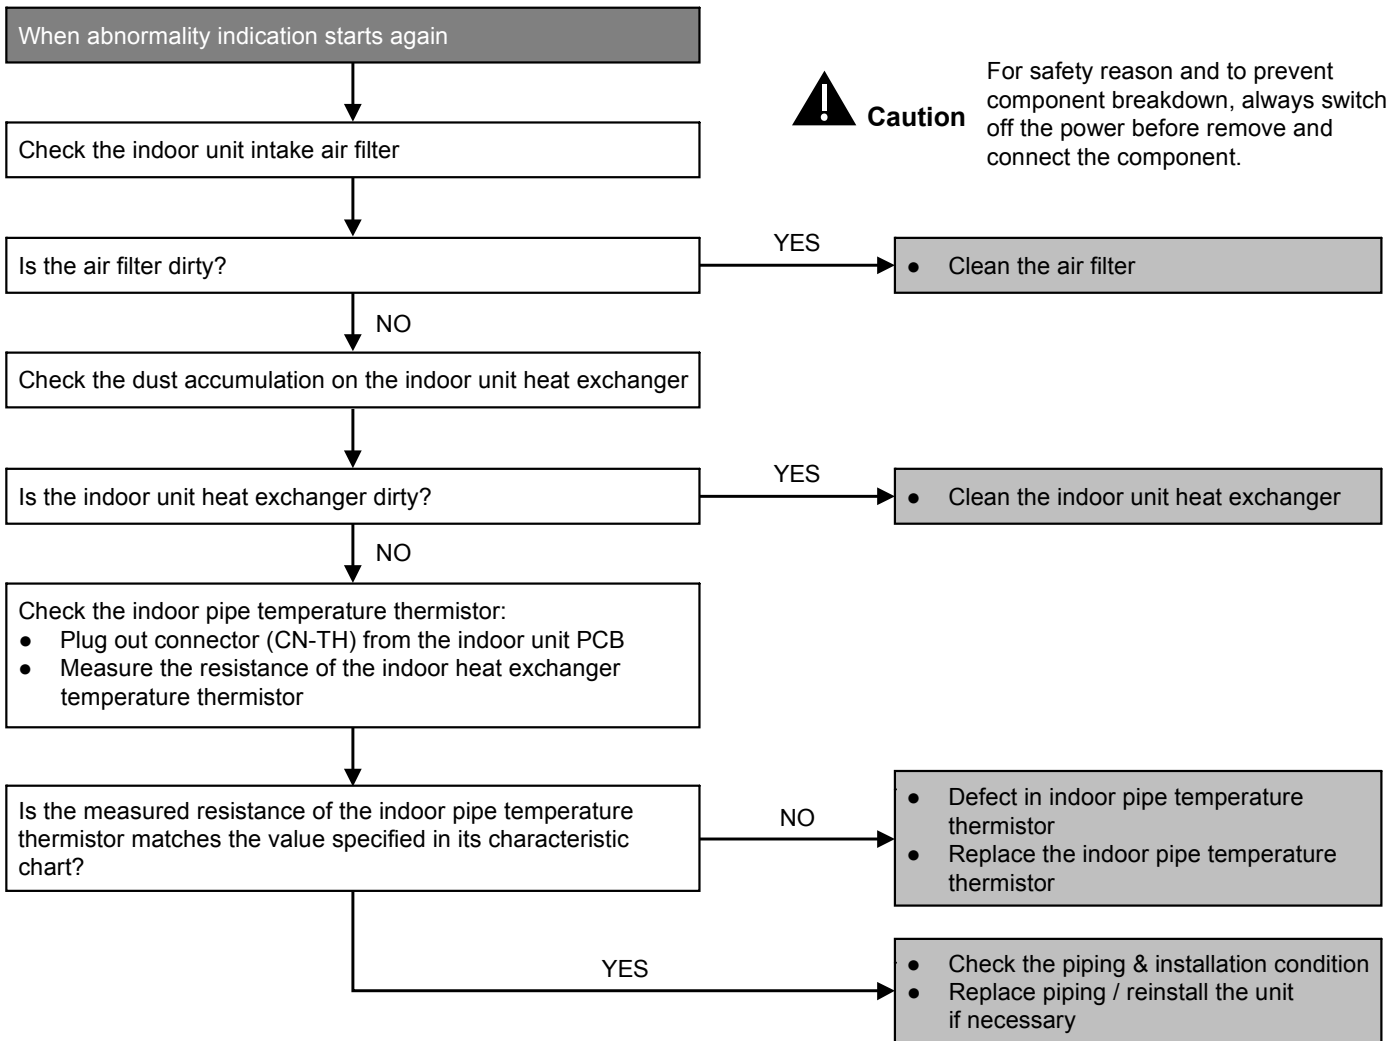 When abnormality indication starts again
For safety reason and to prevent
component breakdown, always switch
off the power before remove and
connect the component.
Caution
Check the indoor unit intake air filter
Is the air filter dirty?
YES
● Clean the air filter
NO
Check the dust accumulation on the indoor unit heat exchanger
Is the indoor unit heat exchanger dirty?
YES
● Clean the indoor unit heat exchanger
NO
Check the indoor pipe temperature thermistor:
● Plug out connector (CN-TH) from the indoor unit PCB
● Measure the resistance of the indoor heat exchanger
temperature thermistor
Is the measured resistance of the indoor pipe temperature
thermistor matches the value specified in its characteristic
chart?
NO
● Defect in indoor pipe temperature
thermistor
● Replace the indoor pipe temperature
thermistor
YES
● Check the piping & installation condition
● Replace piping / reinstall the unit
if necessary